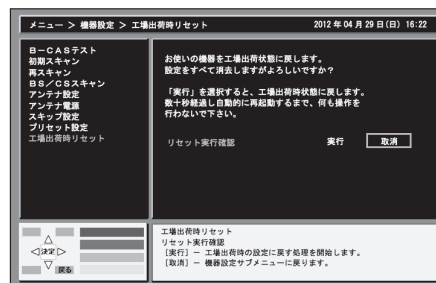 メニュー > 機器設定 > 工場出荷時リセット 2012 年 04 月 29 日(日) 16:22
B-CASテスト
初期スキャン
再スキャン
BS/CSスキャン
アンテナ設定
アンテナ電源
スキップ設定
プリセット設定
工場出荷時リセット
お使いの機器を工場出荷状態に戻します。
設定をすべて消去しますがよろしいですか?
「実行」を選択すると、工場出荷時状態に戻します。
数十秒経過し自動的に再起動するまで、何も操作を
行わないで下さい。
リセット実行確認 実行 取消
決定
戻る
工場出荷時リセット
リセット実行確認
[実行] - 工場出荷時の設定に戻す処理を開始します。
[取消] - 機器設定サブメニューに戻ります。